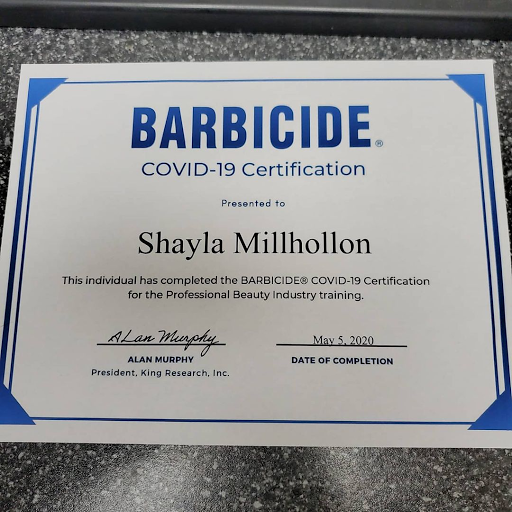 BARBICIDE®
COVID-19 Certification
Presented to
Shayla Millhollon
This individual has completed the BARBICIDE® COVID-19 Certification
for the Professional Beauty Industry training.
ALan Murphy
May 5, 2020
ALAN MURPHY
DATE OF COMPLETION
President, King Research, Inc.